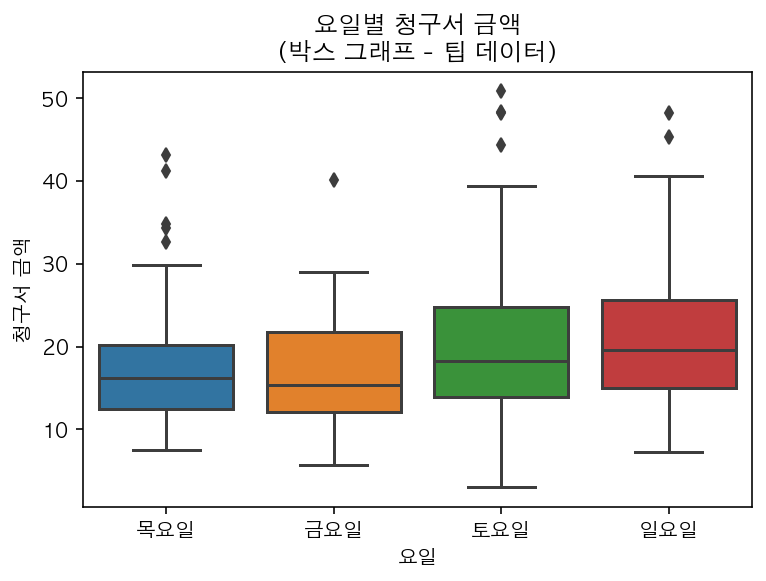 요일별 청구서 금액
(박스 그래프 - 팁 데이터)
청구서 금액
50
40
30
20
10
목요일 금요일 토요일 일요일
요일